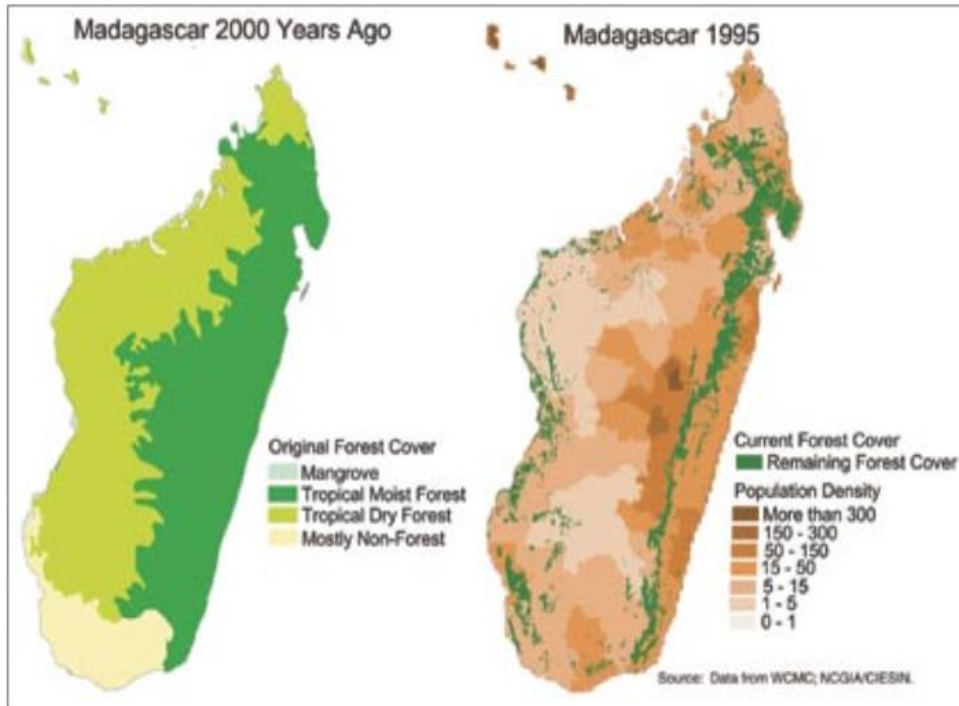 Madagascar 2000 Years Ago
Original Forest Cover
Mangrove
Tropical Moist Forest
Tropical Dry Forest
Mostly Non-Forest
Madagascar 1995
Current Forest Cover
Remaining Forest Cover
Population Density
More than 300
150 - 300
50 - 150
15 - 50
5 - 15
1 - 5
0 - 1
Source: Data from WCMC; NCGIA/CIESIN.